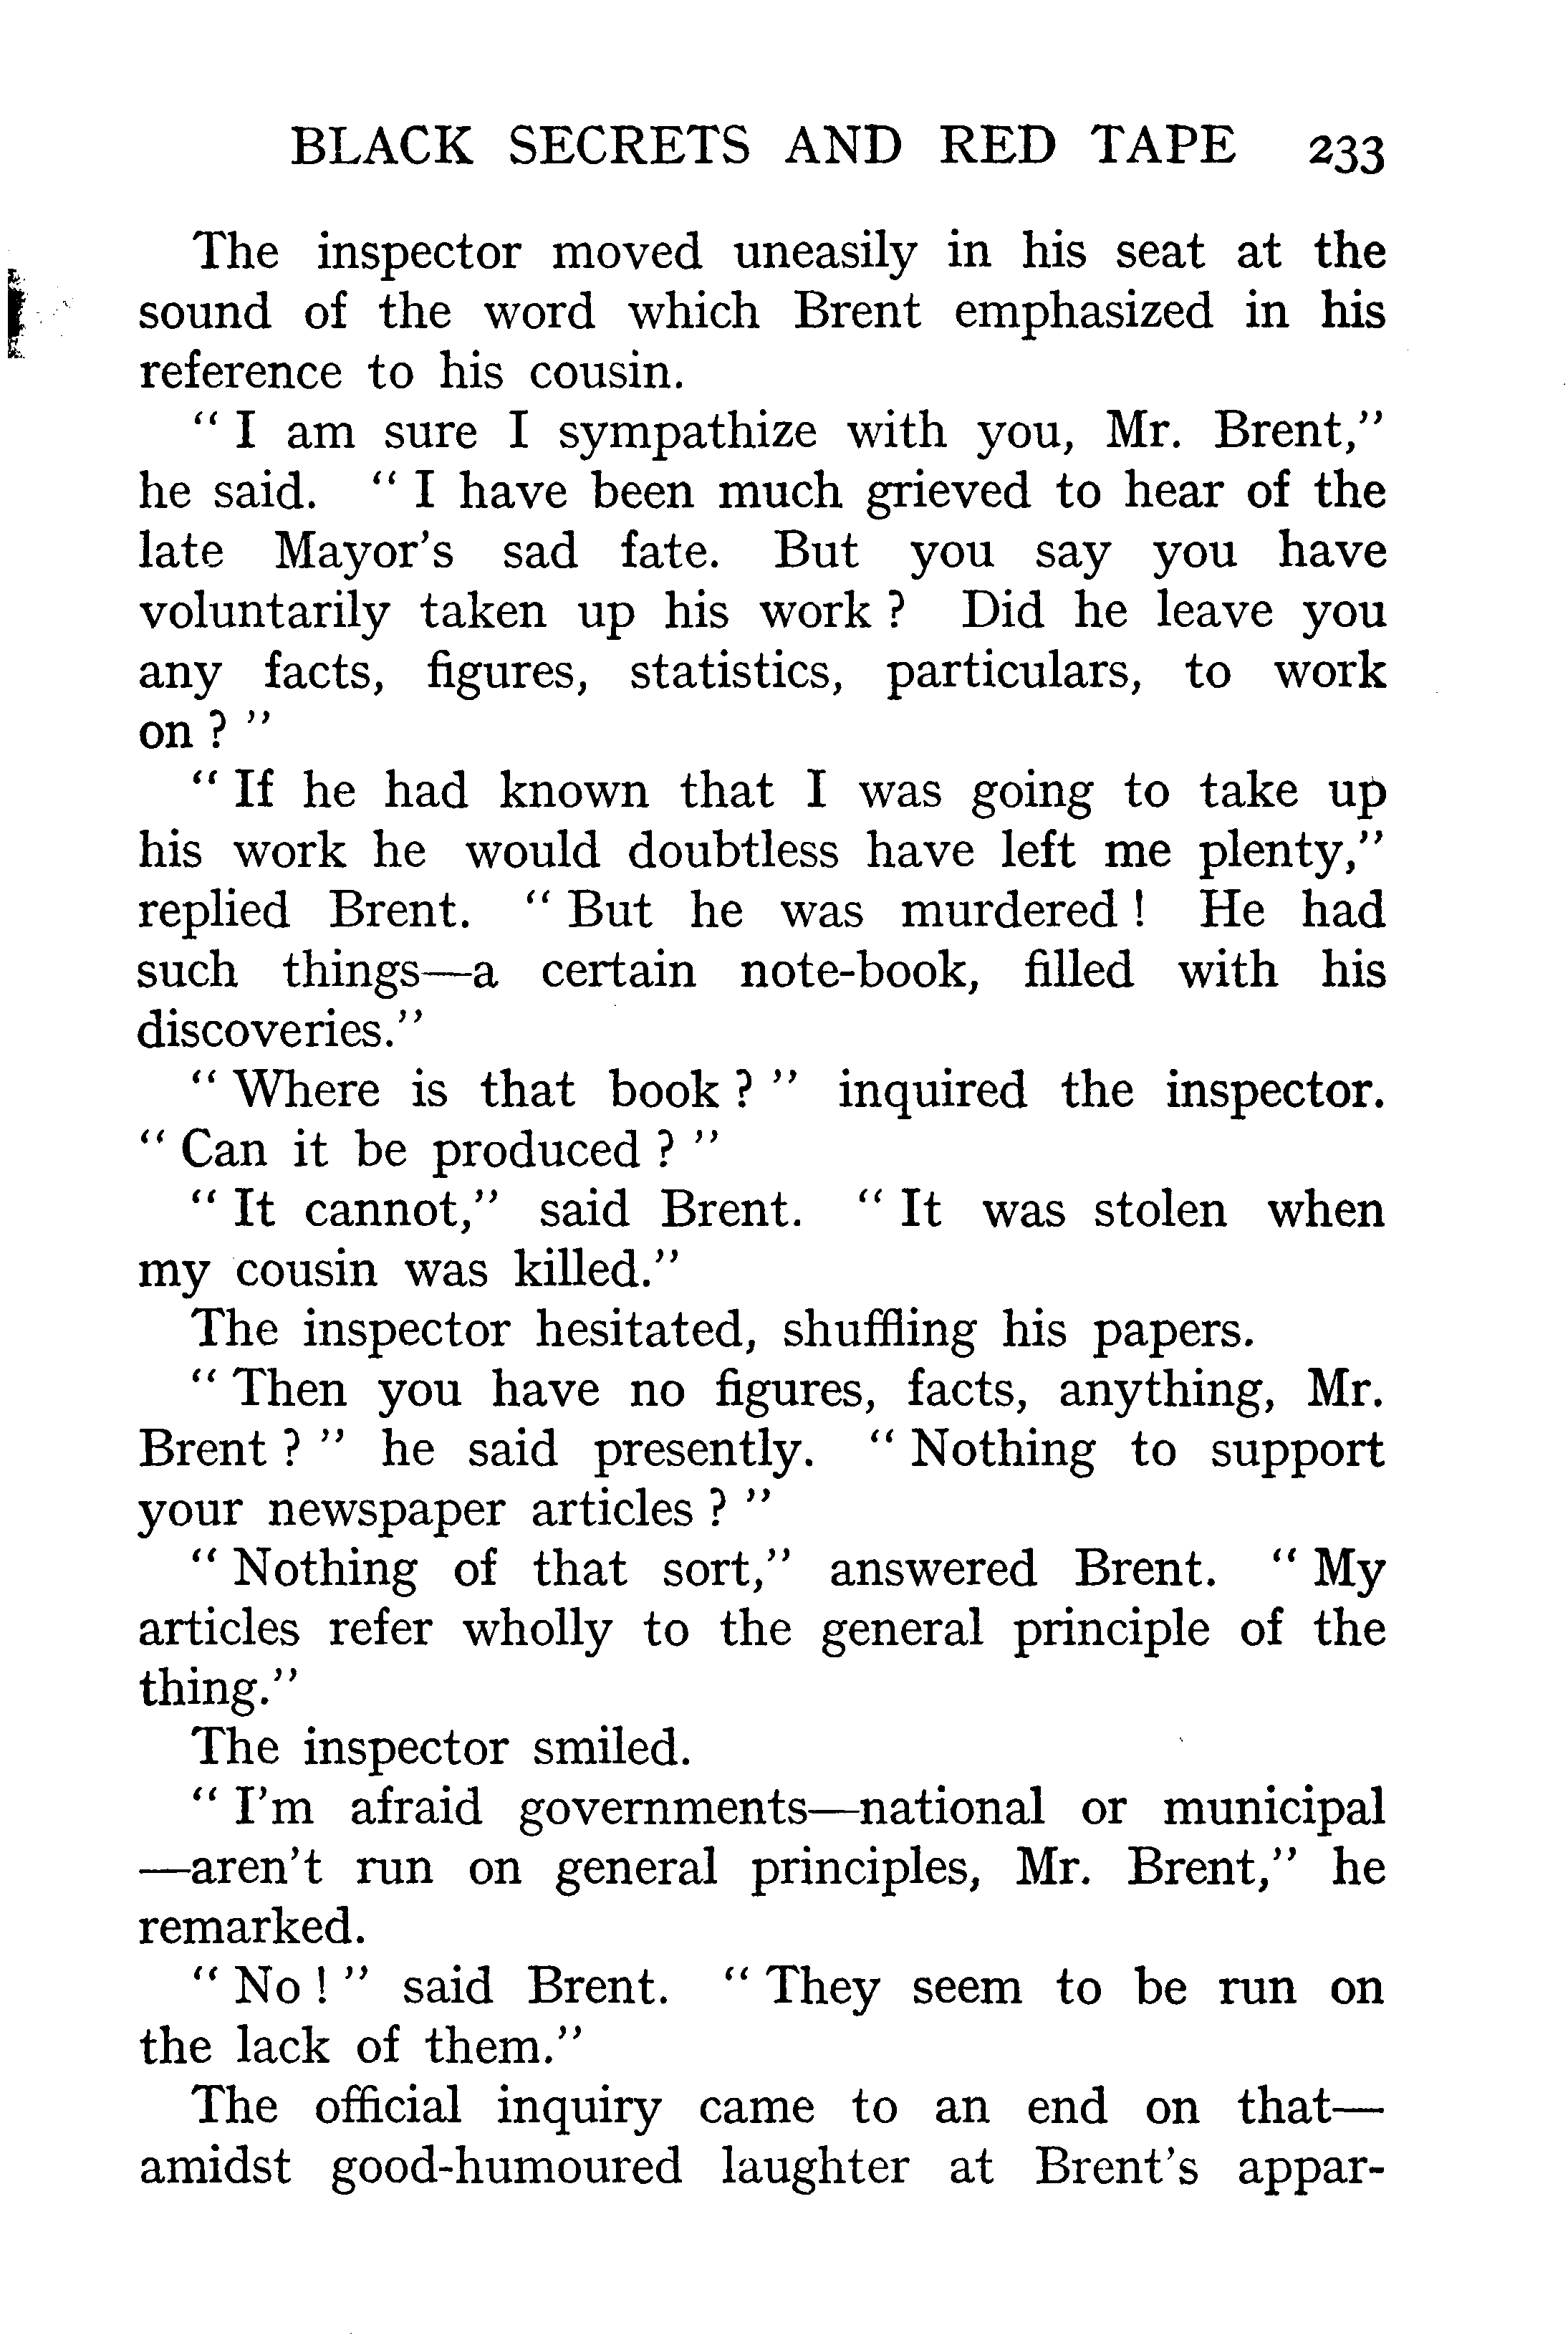 BLACK SECRETS AND RED TAPE 233
The inspector moved uneasily in his seat at the
sound of the word which Brent emphasized in his
reference to his cousin.
" I am sure I sympathize with you, Mr. Brent,"
he said. " I have been much grieved to hear of the
late Mayor's sad fate. But you say you have
voluntarily taken up his work ? Did he leave you
any facts, figures, statistics, particulars, to work
on ? "
" If he had known that I was going to take up
his work he would doubtless have left me plenty,"
replied Brent. " But he was murdered ! He had
such things—a certain note-book, filled with his
discoveries."
" Where is that book ? " inquired the inspector.
" Can it be produced ? "
" It cannot," said Brent. " It was stolen when
my cousin was killed."
The inspector hesitated, shuffling his papers.
" Then you have no figures, facts, anything, Mr.
Brent ? " he said presently. " Nothing to support
your newspaper articles ? "
" Nothing of that sort," answered Brent. " My
articles refer wholly to the general principle of the
thing."
The inspector smiled.
" I'm afraid governments—national or municipal
—aren't run on general principles, Mr. Brent," he
remarked.
" No ! " said Brent. " They seem to be run on
the lack of them."
The official inquiry came to an end on that—
amidst good-humoured laughter at Brent's appar-